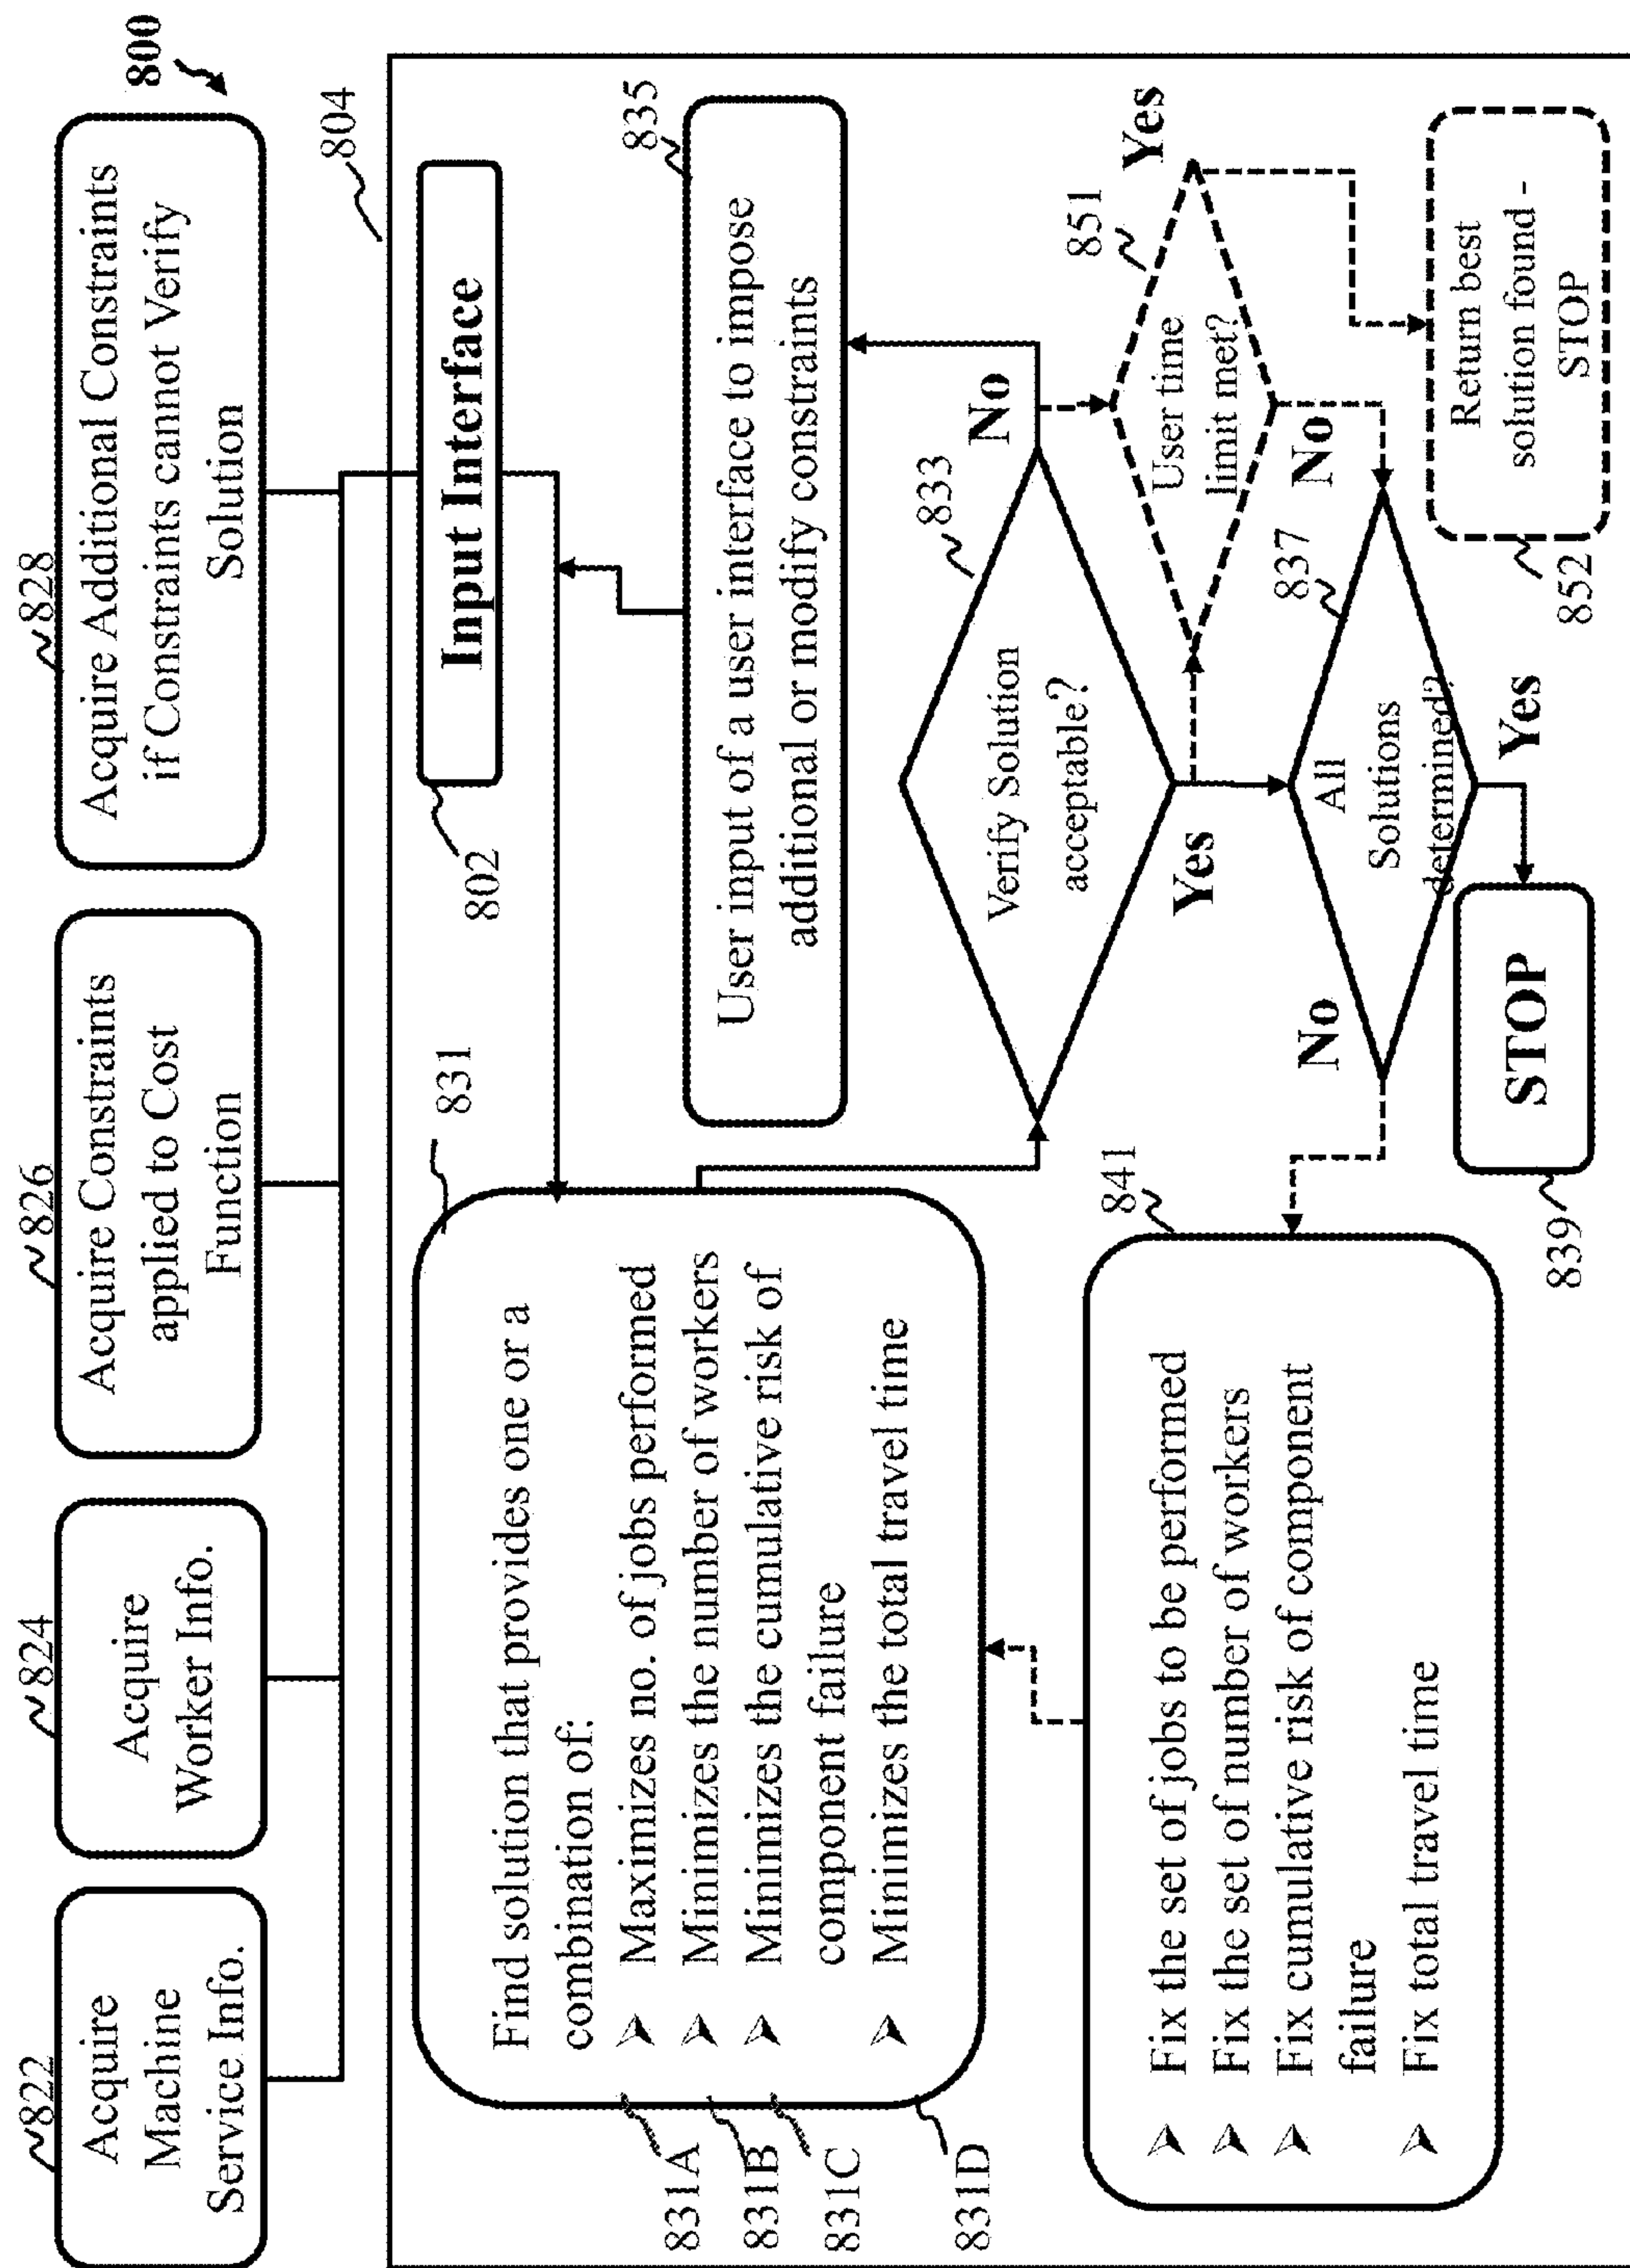 800
822
Acquire
Machine
Service Info.
824
Acquire
Worker Info.
826
Acquire Constraints
applied to Cost
Function
828
Acquire Additional Constraints
if Constraints cannot Verify
Solution
804
802
Input Interface
831
Find solution that provides one or a
combination of:
831A
➢ Maximizes no. of jobs performed
831B
➢ Minimizes the number of workers
831C
➢ Minimizes the cumulative risk of
component failure
831D
➢ Minimizes the total travel time
835
User input of a user interface to impose
additional or modify constraints
833
Verify Solution
acceptable?
No
Yes
851
User time
limit met?
Yes
No
837
All
Solutions
determined?
No
Yes
841
➢ Fix the set of jobs to be performed
➢ Fix the set of number of workers
➢ Fix cumulative risk of component
failure
➢ Fix total travel time
STOP
839
Return best
solution found -
STOP
852